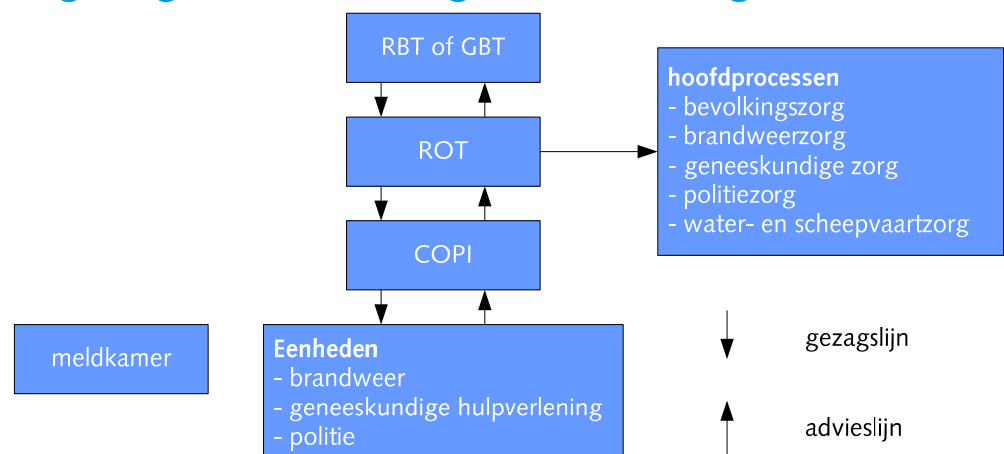 RBT of GBT
ROT
COPI
hoofdprocessen
- bevolkingszorg
- brandweerzorg
- geneeskundige zorg
- politiezorg
- water- en scheepvaartzorg
meldkamer
Eenheden
- brandweer
- geneeskundige hulpverlening
- politie
gezagslijn
advieslijn